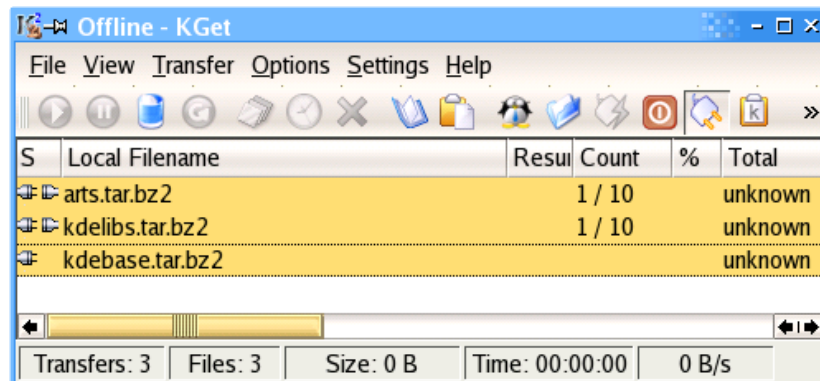 Offline - KGet
File View Transfer Options Settings Help
S Local Filename Resu Count % Total
arts.tar.bz2 1 / 10 unknown
kdelibs.tar.bz2 1 / 10 unknown
kdebase.tar.bz2 unknown
Transfers: 3 Files: 3 Size: 0 B Time: 00:00:00 0 B/s